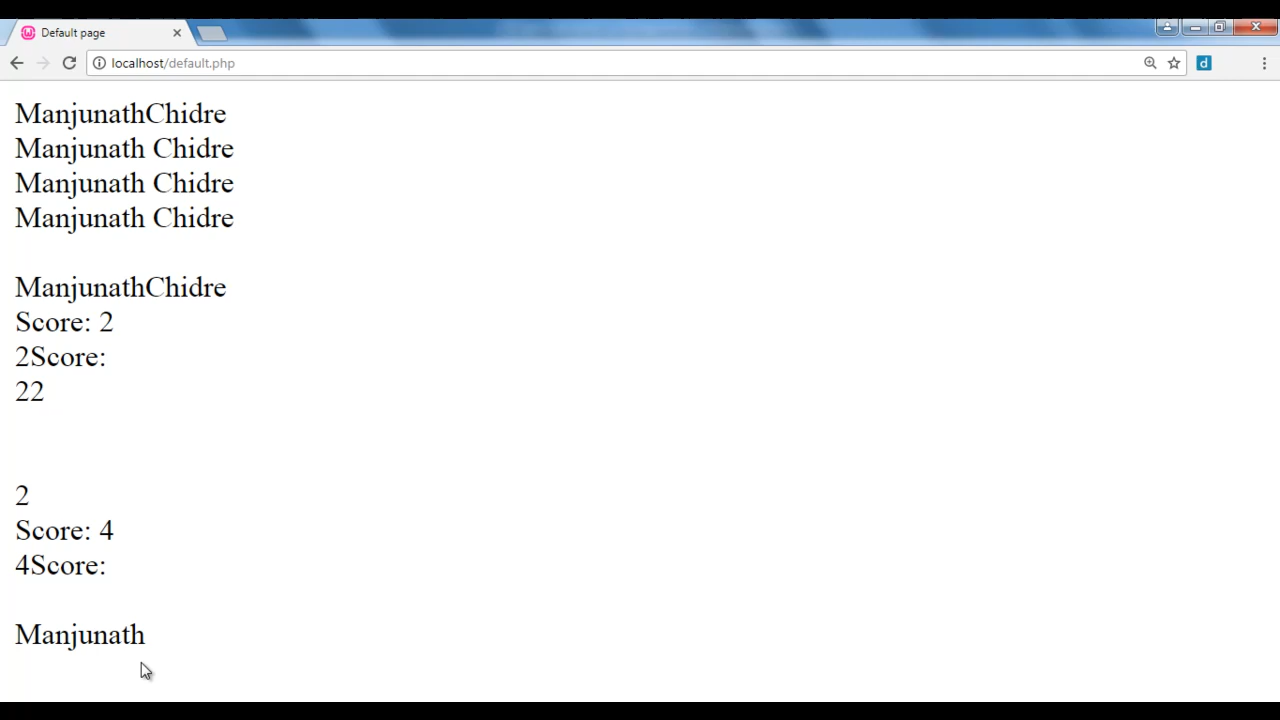 Default page
localhost/default.php
d
ManjunathChidre
Manjunath Chidre
Manjunath Chidre
Manjunath Chidre
ManjunathChidre
Score: 2
2Score:
22
2
Score: 4
4Score:
Manjunath